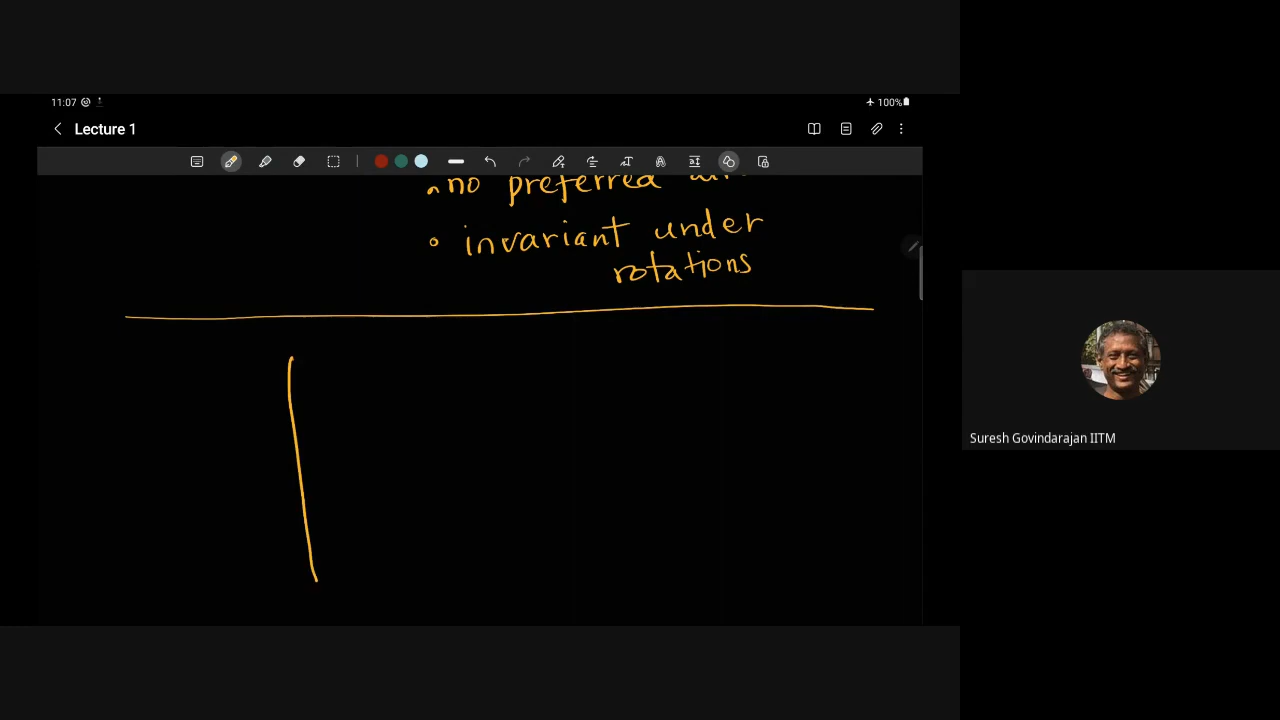 11:07
100%
Lecture 1
no preferred
invariant under
rotations
Suresh Govindarajan IITM